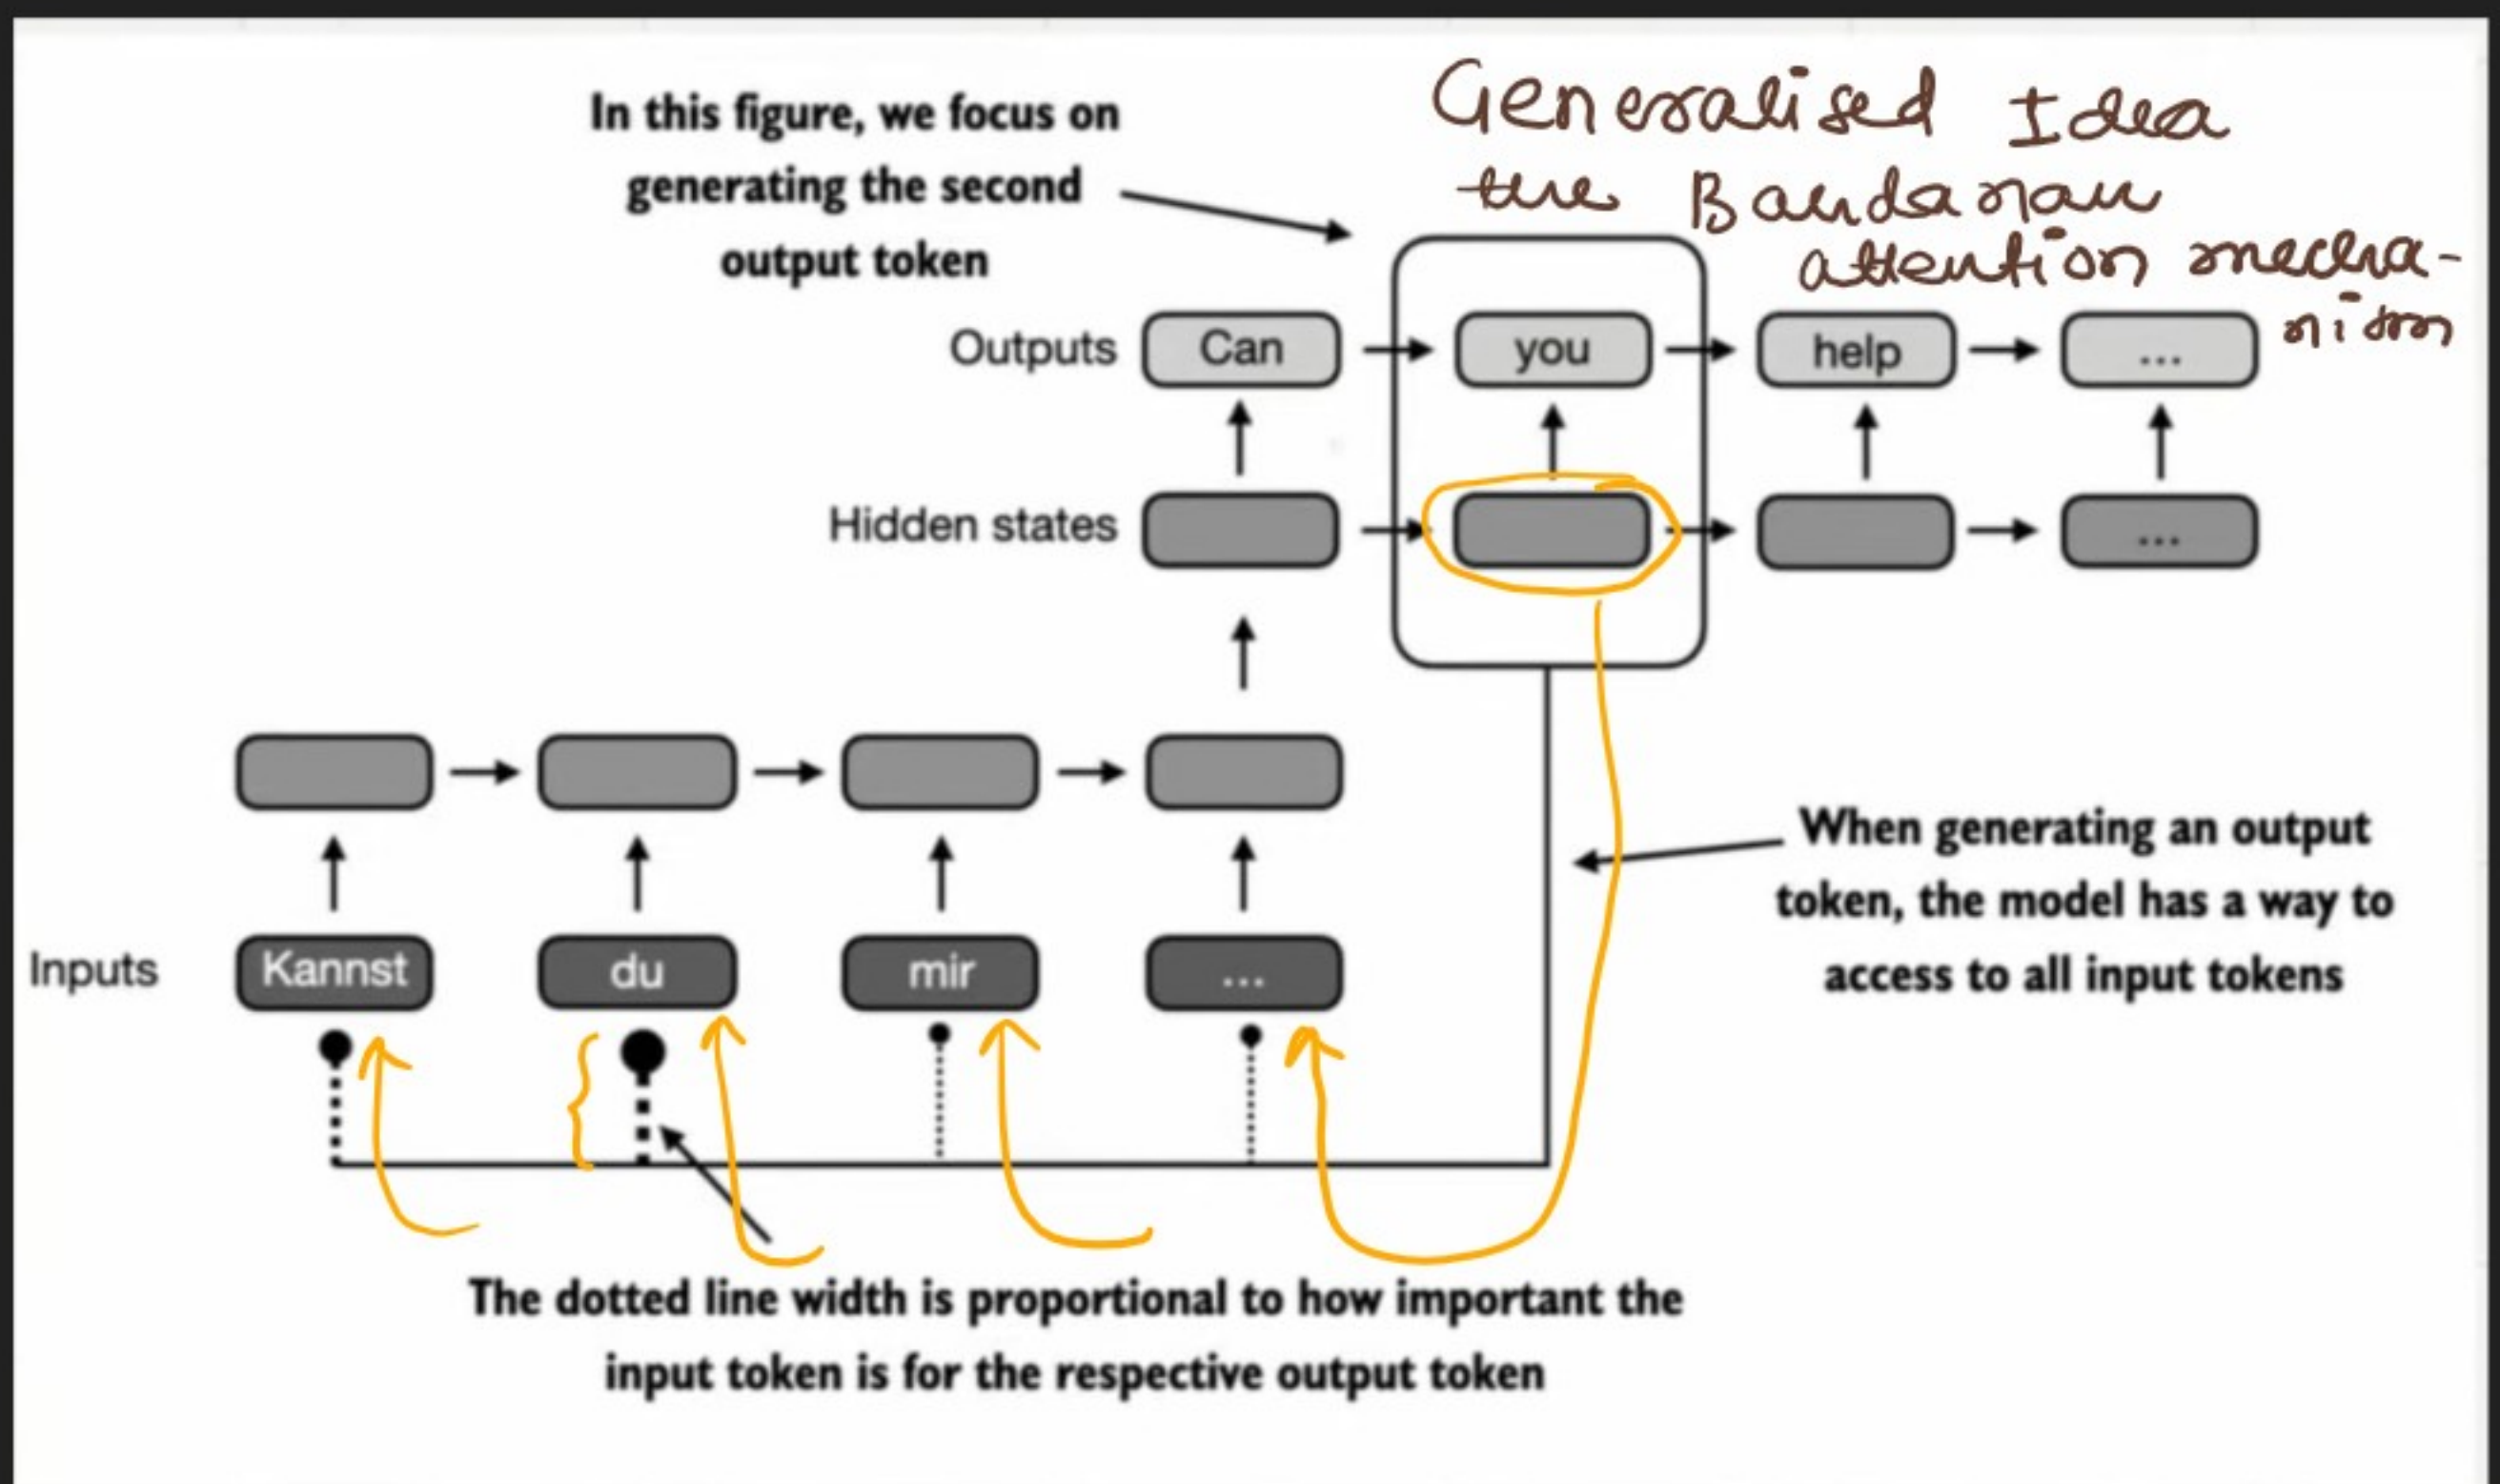 In this figure, we focus on
generating the second
output token
Generalised Idea
the Bandanau
attention mecha-
nism
Outputs Can you help ...
Hidden states ...
When generating an output
token, the model has a way to
access to all input tokens
Inputs Kannst du mir ...
The dotted line width is proportional to how important the
input token is for the respective output token